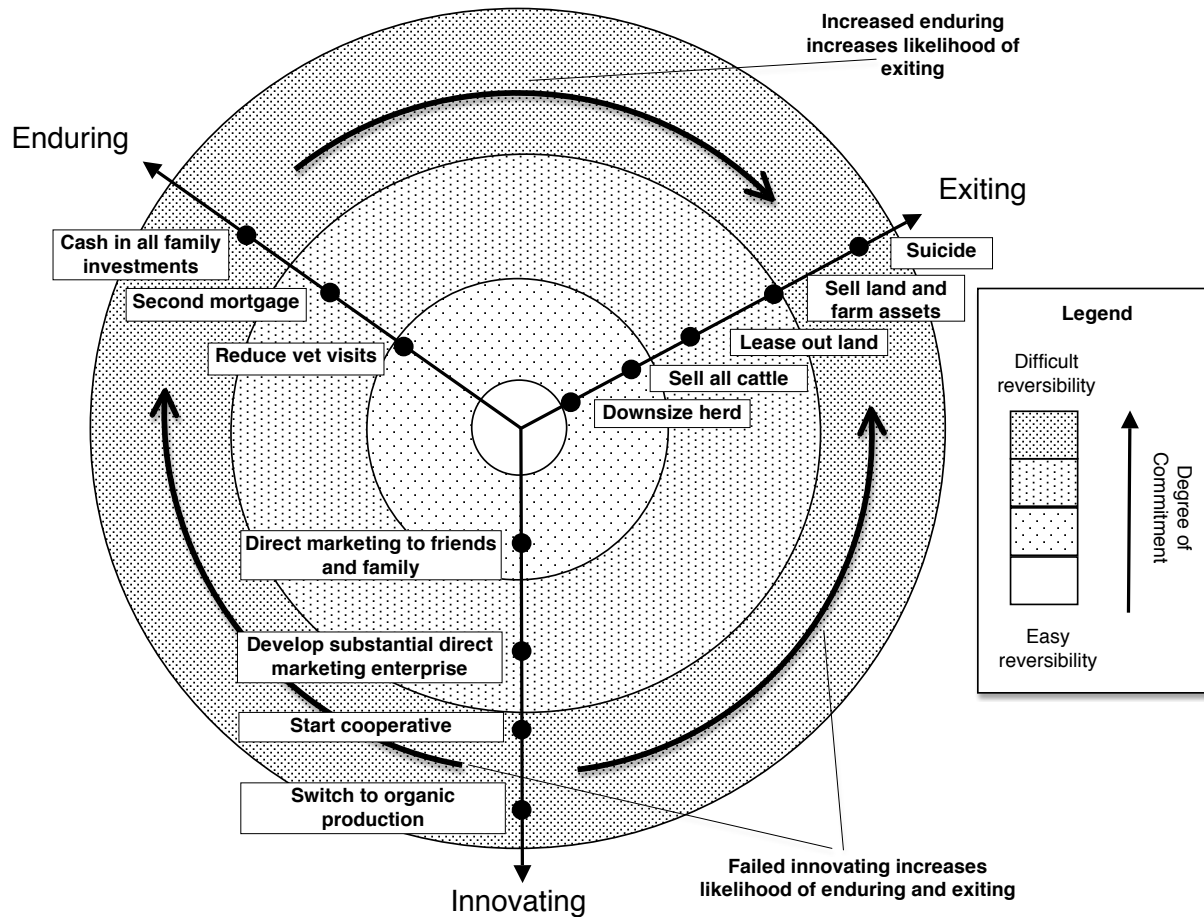 Increased enduring
increases likelihood of
exiting
Enduring
Exiting
Cash in all family
investments
Second mortgage
Reduce vet visits
Suicide
Sell land and
farm assets
Lease out land
Sell all cattle
Downsize herd
Direct marketing to friends
and family
Develop substantial direct
marketing enterprise
Start cooperative
Switch to organic
production
Innovating
Failed innovating increases
likelihood of enduring and exiting
Legend
Difficult
reversibility
Degree of
Commitment
Easy
reversibility